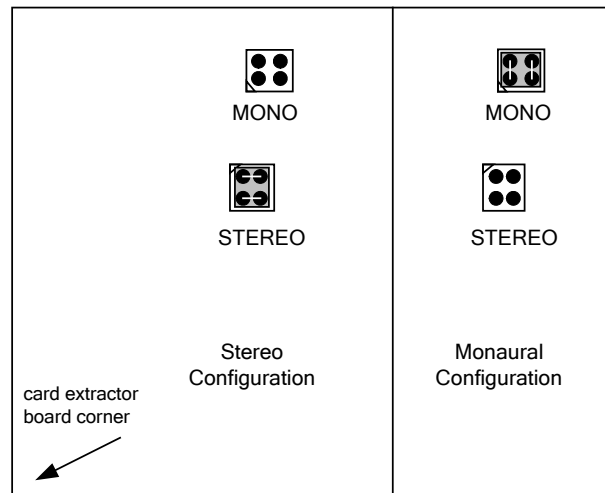 MONO
STEREO
Stereo
Configuration
card extractor
board corner
MONO
STEREO
Monaural
Configuration